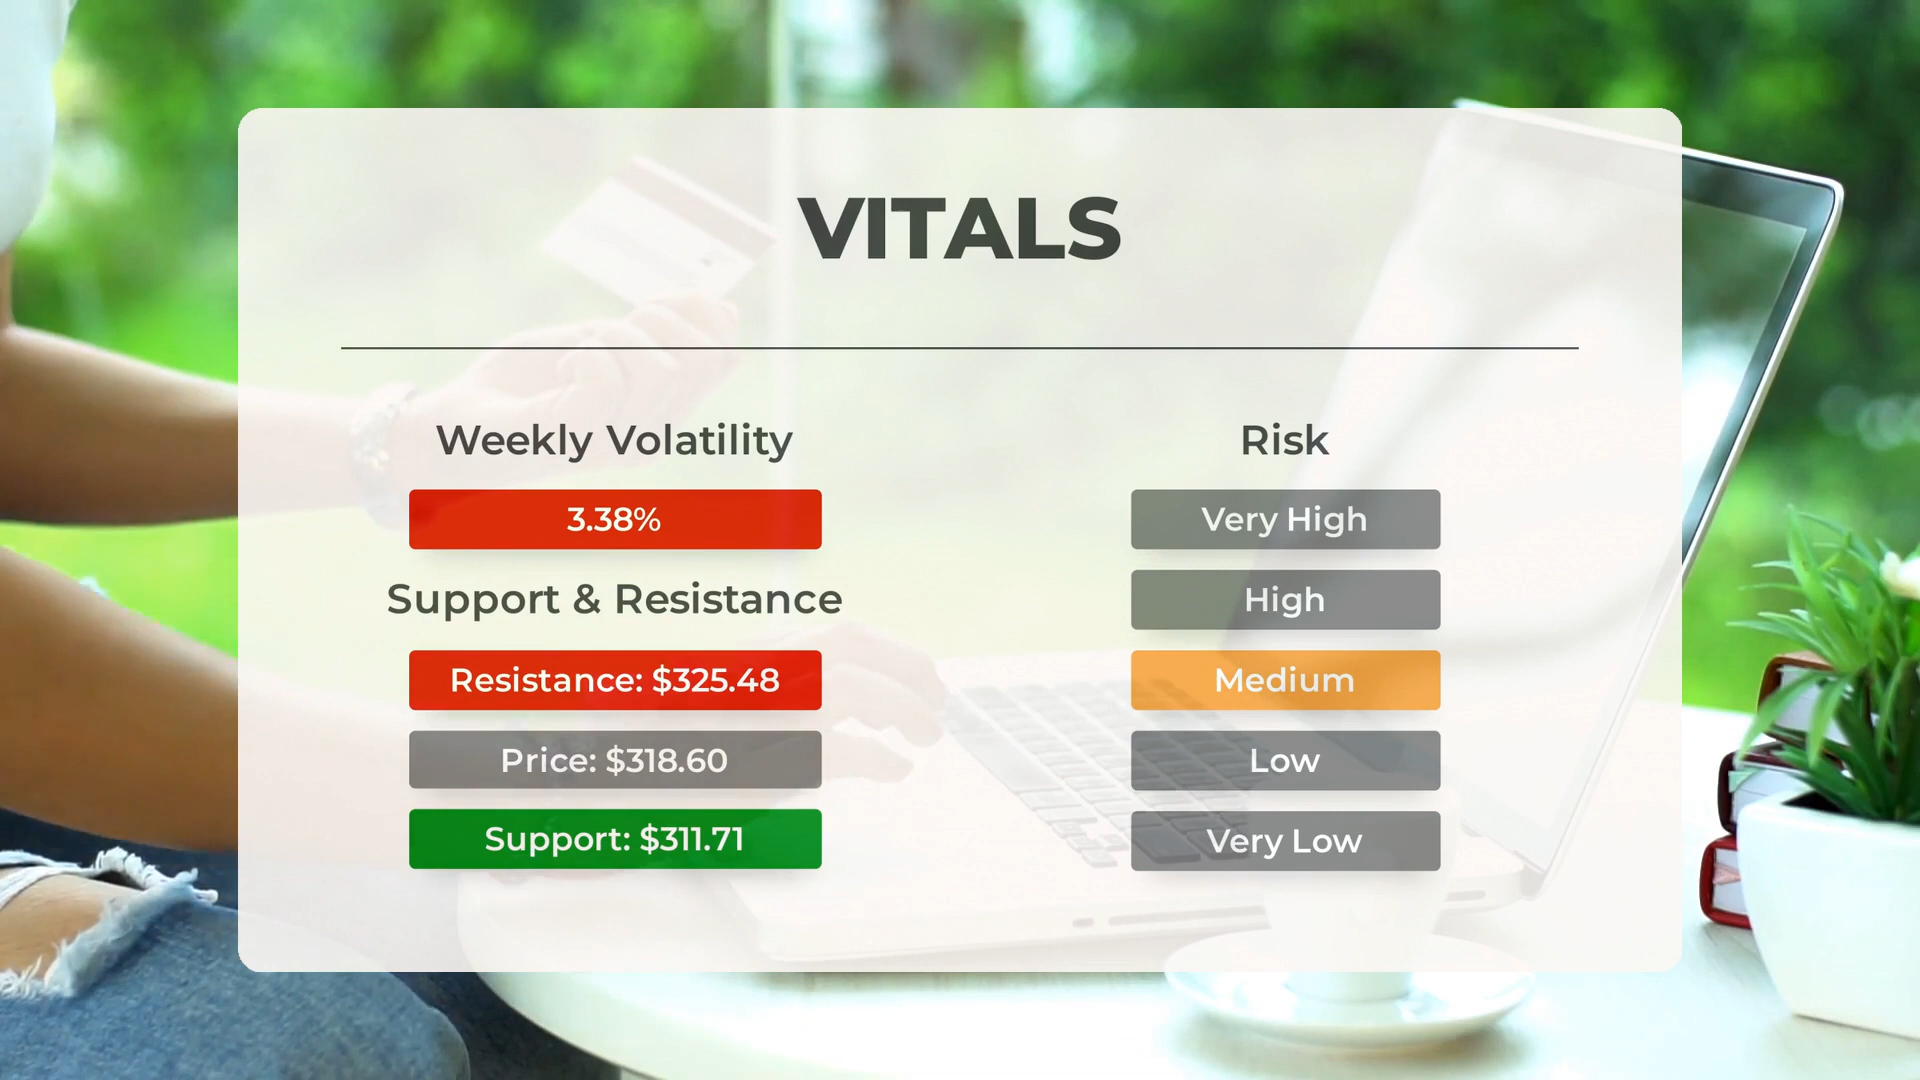 VITALS
Weekly Volatility
3.38%
Support & Resistance
Resistance: $325.48
Price: $318.60
Support: $311.71
Risk
Very High
High
Medium
Low
Very Low